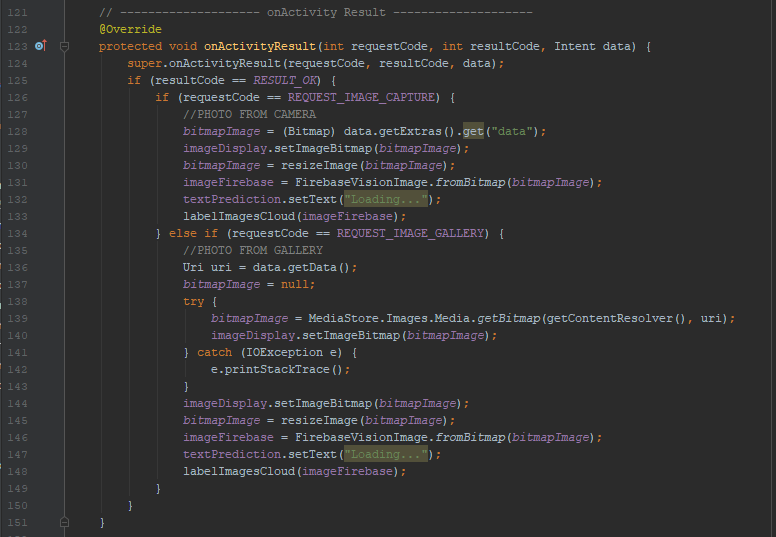 121 // -------------------- onActivity Result --------------------
122 @Override
123 protected void onActivityResult(int requestCode, int resultCode, Intent data) {
124 super.onActivityResult(requestCode, resultCode, data);
125 if (resultCode == RESULT_OK) {
126 if (requestCode == REQUEST_IMAGE_CAPTURE) {
127 //PHOTO FROM CAMERA
128 bitmapImage = (Bitmap) data.getExtras().get("data");
129 imageDisplay.setImageBitmap(bitmapImage);
130 bitmapImage = resizeImage(bitmapImage);
131 imageFirebase = FirebaseVisionImage.fromBitmap(bitmapImage);
132 textPrediction.setText("Loading...");
133 labelImagesCloud(imageFirebase);
134 } else if (requestCode == REQUEST_IMAGE_GALLERY) {
135 //PHOTO FROM GALLERY
136 Uri uri = data.getData();
137 bitmapImage = null;
138 try {
139 bitmapImage = MediaStore.Images.Media.getBitmap(getContentResolver(), uri);
140 imageDisplay.setImageBitmap(bitmapImage);
141 } catch (IOException e) {
142 e.printStackTrace();
143 }
144 imageDisplay.setImageBitmap(bitmapImage);
145 bitmapImage = resizeImage(bitmapImage);
146 imageFirebase = FirebaseVisionImage.fromBitmap(bitmapImage);
147 textPrediction.setText("Loading...");
148 labelImagesCloud(imageFirebase);
149 }
150 }
151 }